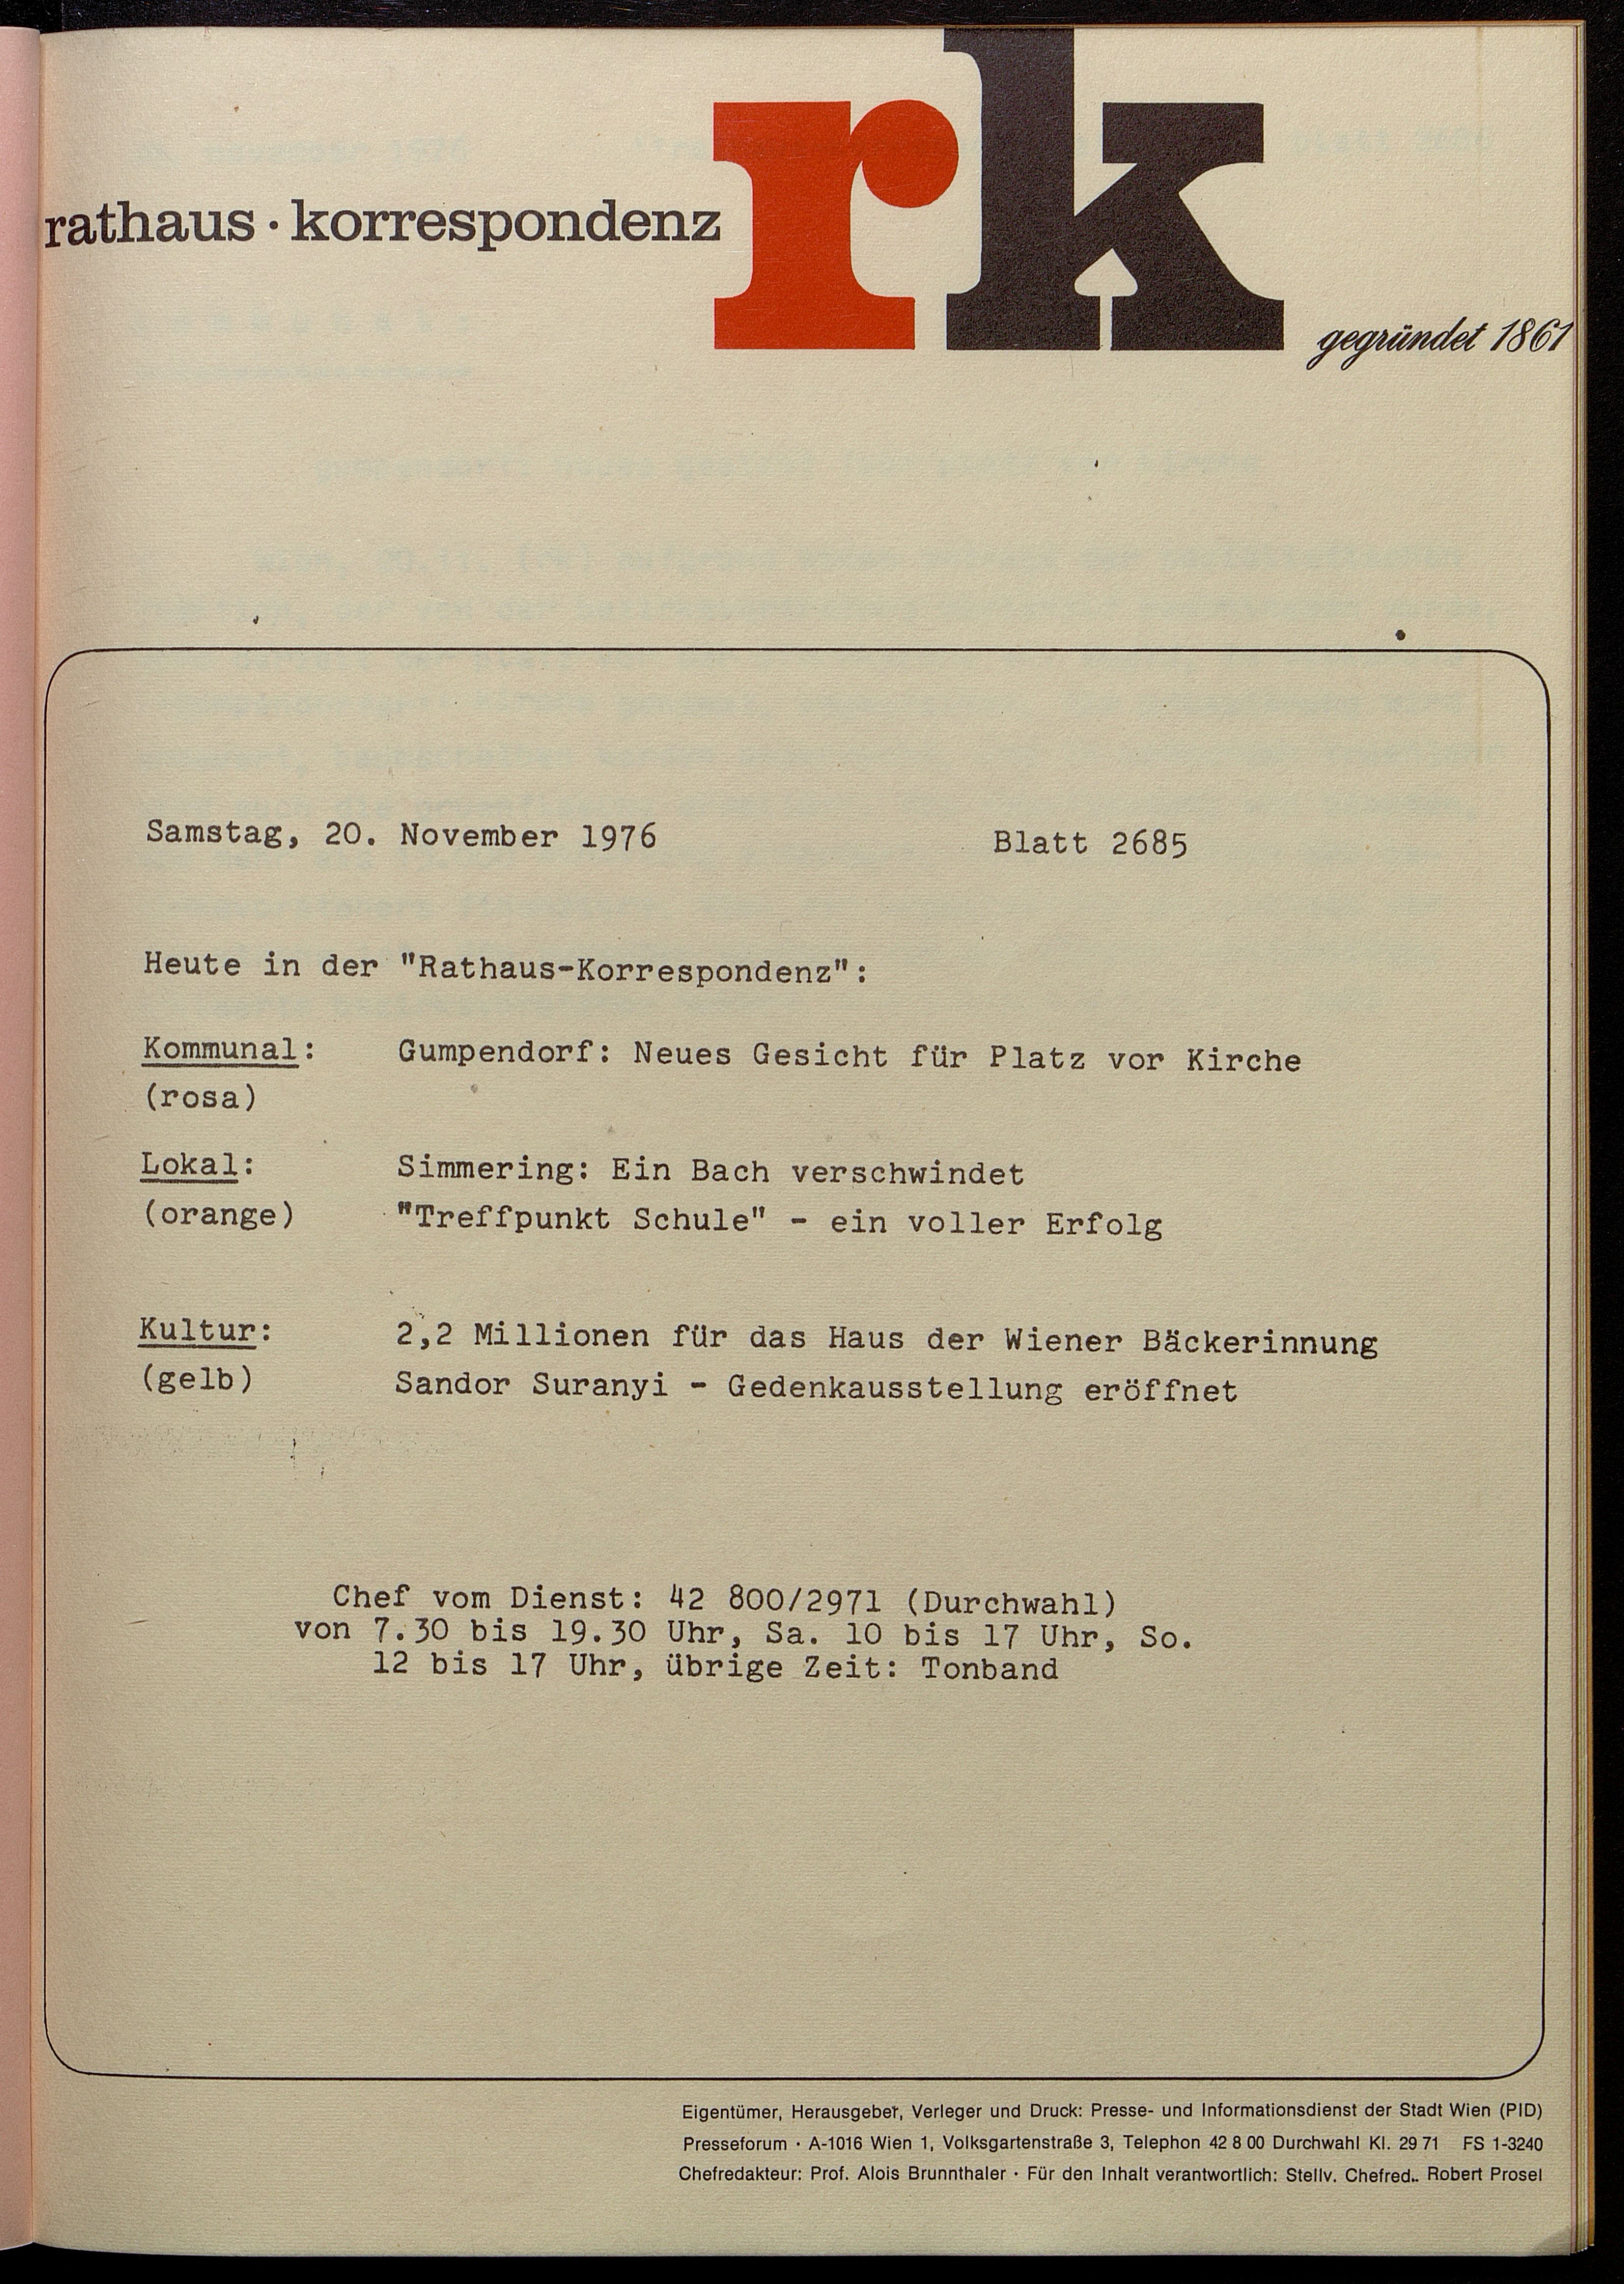 rathaus · korrespondenz rk
gegründet 1861
Samstag, 20. November 1976 Blatt 2685
Heute in der "Rathaus-Korrespondenz":
Kommunal: Gumpendorf: Neues Gesicht für Platz vor Kirche
(rosa)
Lokal: Simmering: Ein Bach verschwindet
(orange) "Treffpunkt Schule" - ein voller Erfolg
Kultur: 2,2 Millionen für das Haus der Wiener Bäckerinnung
(gelb) Sandor Suranyi - Gedenkausstellung eröffnet
Chef vom Dienst: 42 800/2971 (Durchwahl)
von 7.30 bis 19.30 Uhr, Sa. 10 bis 17 Uhr, So.
12 bis 17 Uhr, übrige Zeit: Tonband
Eigentümer, Herausgeber, Verleger und Druck: Presse- und Informationsdienst der Stadt Wien (PID)
Presseforum · A-1016 Wien 1, Volksgartenstraße 3, Telephon 42 8 00 Durchwahl Kl. 29 71 FS 1-3240
Chefredakteur: Prof. Alois Brunnthaler · Für den Inhalt verantwortlich: Stellv. Chefred.. Robert Prosel